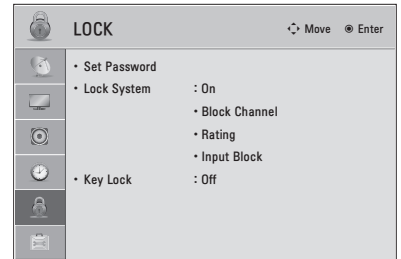 LOCK Move Enter
• Set Password
• Lock System : On
• Block Channel
• Rating
• Input Block
• Key Lock : Off